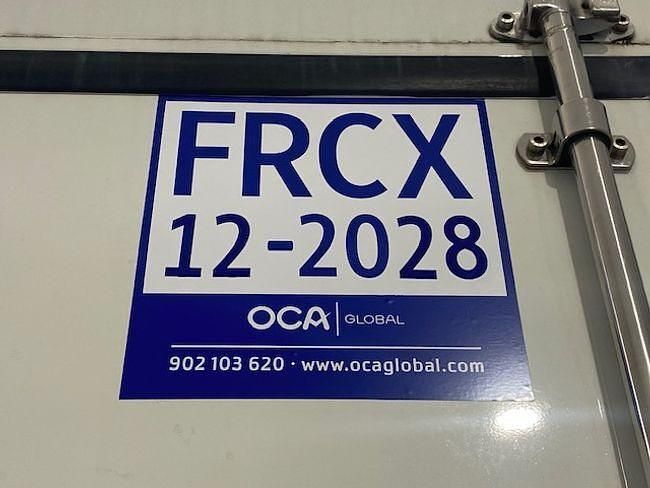 FRCX
12-2028
OCA GLOBAL
902 103 620 · www.ocaglobal.com